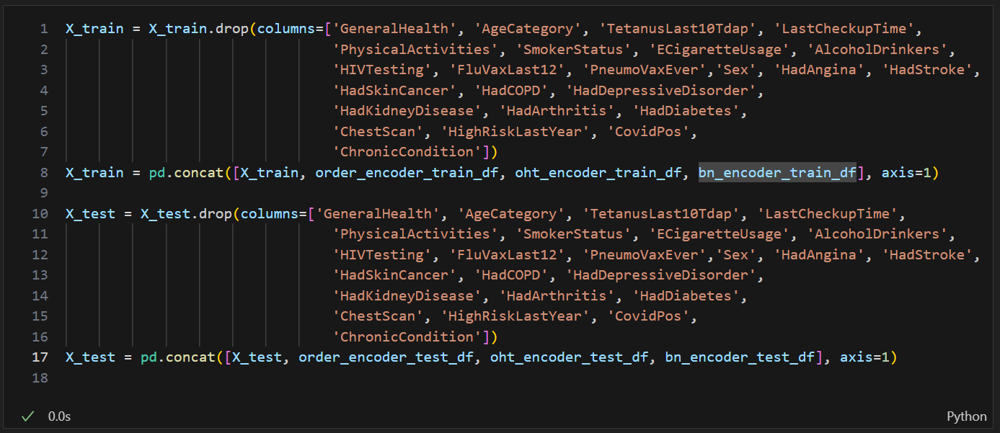 1 X_train = X_train.drop(columns=['GeneralHealth', 'AgeCategory', 'TetanusLast10Tdap', 'LastCheckupTime',
2 'PhysicalActivities', 'SmokerStatus', 'ECigaretteUsage', 'AlcoholDrinkers',
3 'HIVTesting', 'FluVaxLast12', 'PneumoVaxEver','Sex', 'HadAngina', 'HadStroke',
4 'HadSkinCancer', 'HadCOPD', 'HadDepressiveDisorder',
5 'HadKidneyDisease', 'HadArthritis', 'HadDiabetes',
6 'ChestScan', 'HighRiskLastYear', 'CovidPos',
7 'ChronicCondition'])
8 X_train = pd.concat([X_train, order_encoder_train_df, oht_encoder_train_df, bn_encoder_train_df], axis=1)
9
10 X_test = X_test.drop(columns=['GeneralHealth', 'AgeCategory', 'TetanusLast10Tdap', 'LastCheckupTime',
11 'PhysicalActivities', 'SmokerStatus', 'ECigaretteUsage', 'AlcoholDrinkers',
12 'HIVTesting', 'FluVaxLast12', 'PneumoVaxEver','Sex', 'HadAngina', 'HadStroke',
13 'HadSkinCancer', 'HadCOPD', 'HadDepressiveDisorder',
14 'HadKidneyDisease', 'HadArthritis', 'HadDiabetes',
15 'ChestScan', 'HighRiskLastYear', 'CovidPos',
16 'ChronicCondition'])
17 X_test = pd.concat([X_test, order_encoder_test_df, oht_encoder_test_df, bn_encoder_test_df], axis=1)
18
✓ 0.0s Python